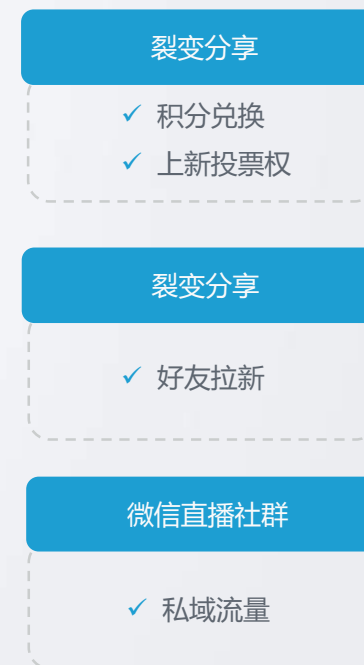 裂变分享
积分兑换
上新投票权
裂变分享
好友拉新
微信直播社群
私域流量